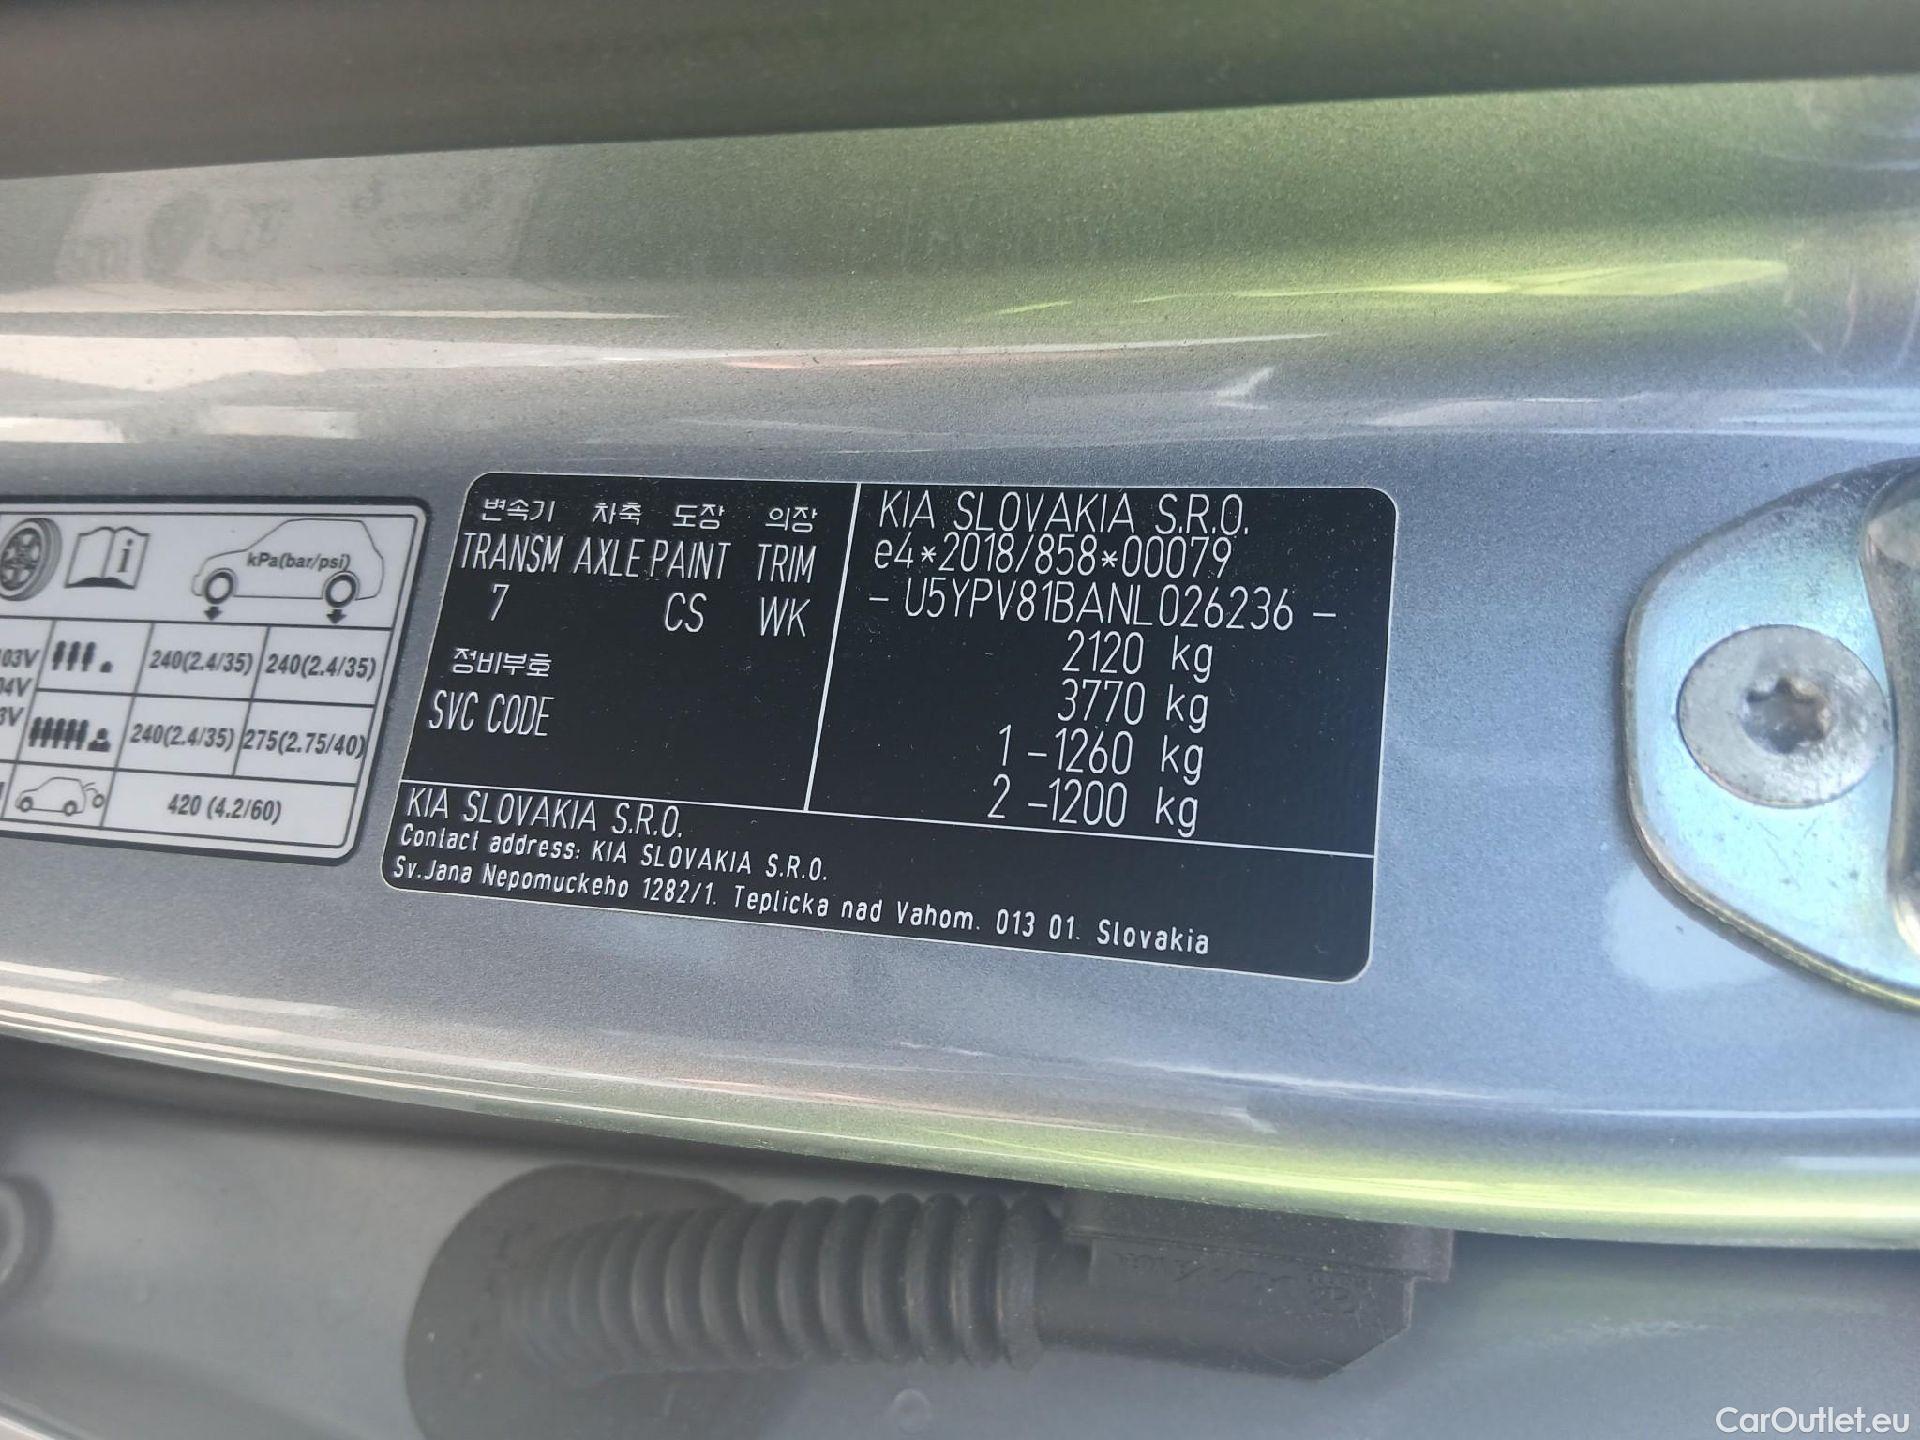 kPa(bar/psi)
03V
04V
3V
240(2.4/35) 240(2.4/35)
240(2.4/35) 275(2.75/40)
420 (4.2/60)
변속기 차축 도장 의장
TRANSM AXLE PAINT TRIM
7 CS WK
정비부호
SVC CODE
KIA SLOVAKIA S.R.O.
e4*2018/858*00079
- U5YPV81BANL026236 -
2120 kg
3770 kg
1 -1260 kg
2 -1200 kg
KIA SLOVAKIA S.R.O.
Contact address: KIA SLOVAKIA S.R.O.
Sv.Jana Nepomuckeho 1282/1. Teplicka nad Vahom. 013 01. Slovakia
CarOutlet.eu